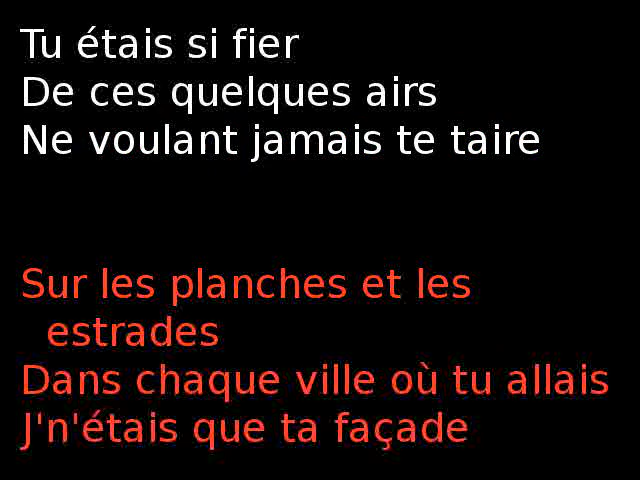 Tu étais si fier
De ces quelques airs
Ne voulant jamais te taire
Sur les planches et les
estrades
Dans chaque ville où tu allais
J'n'étais que ta façade